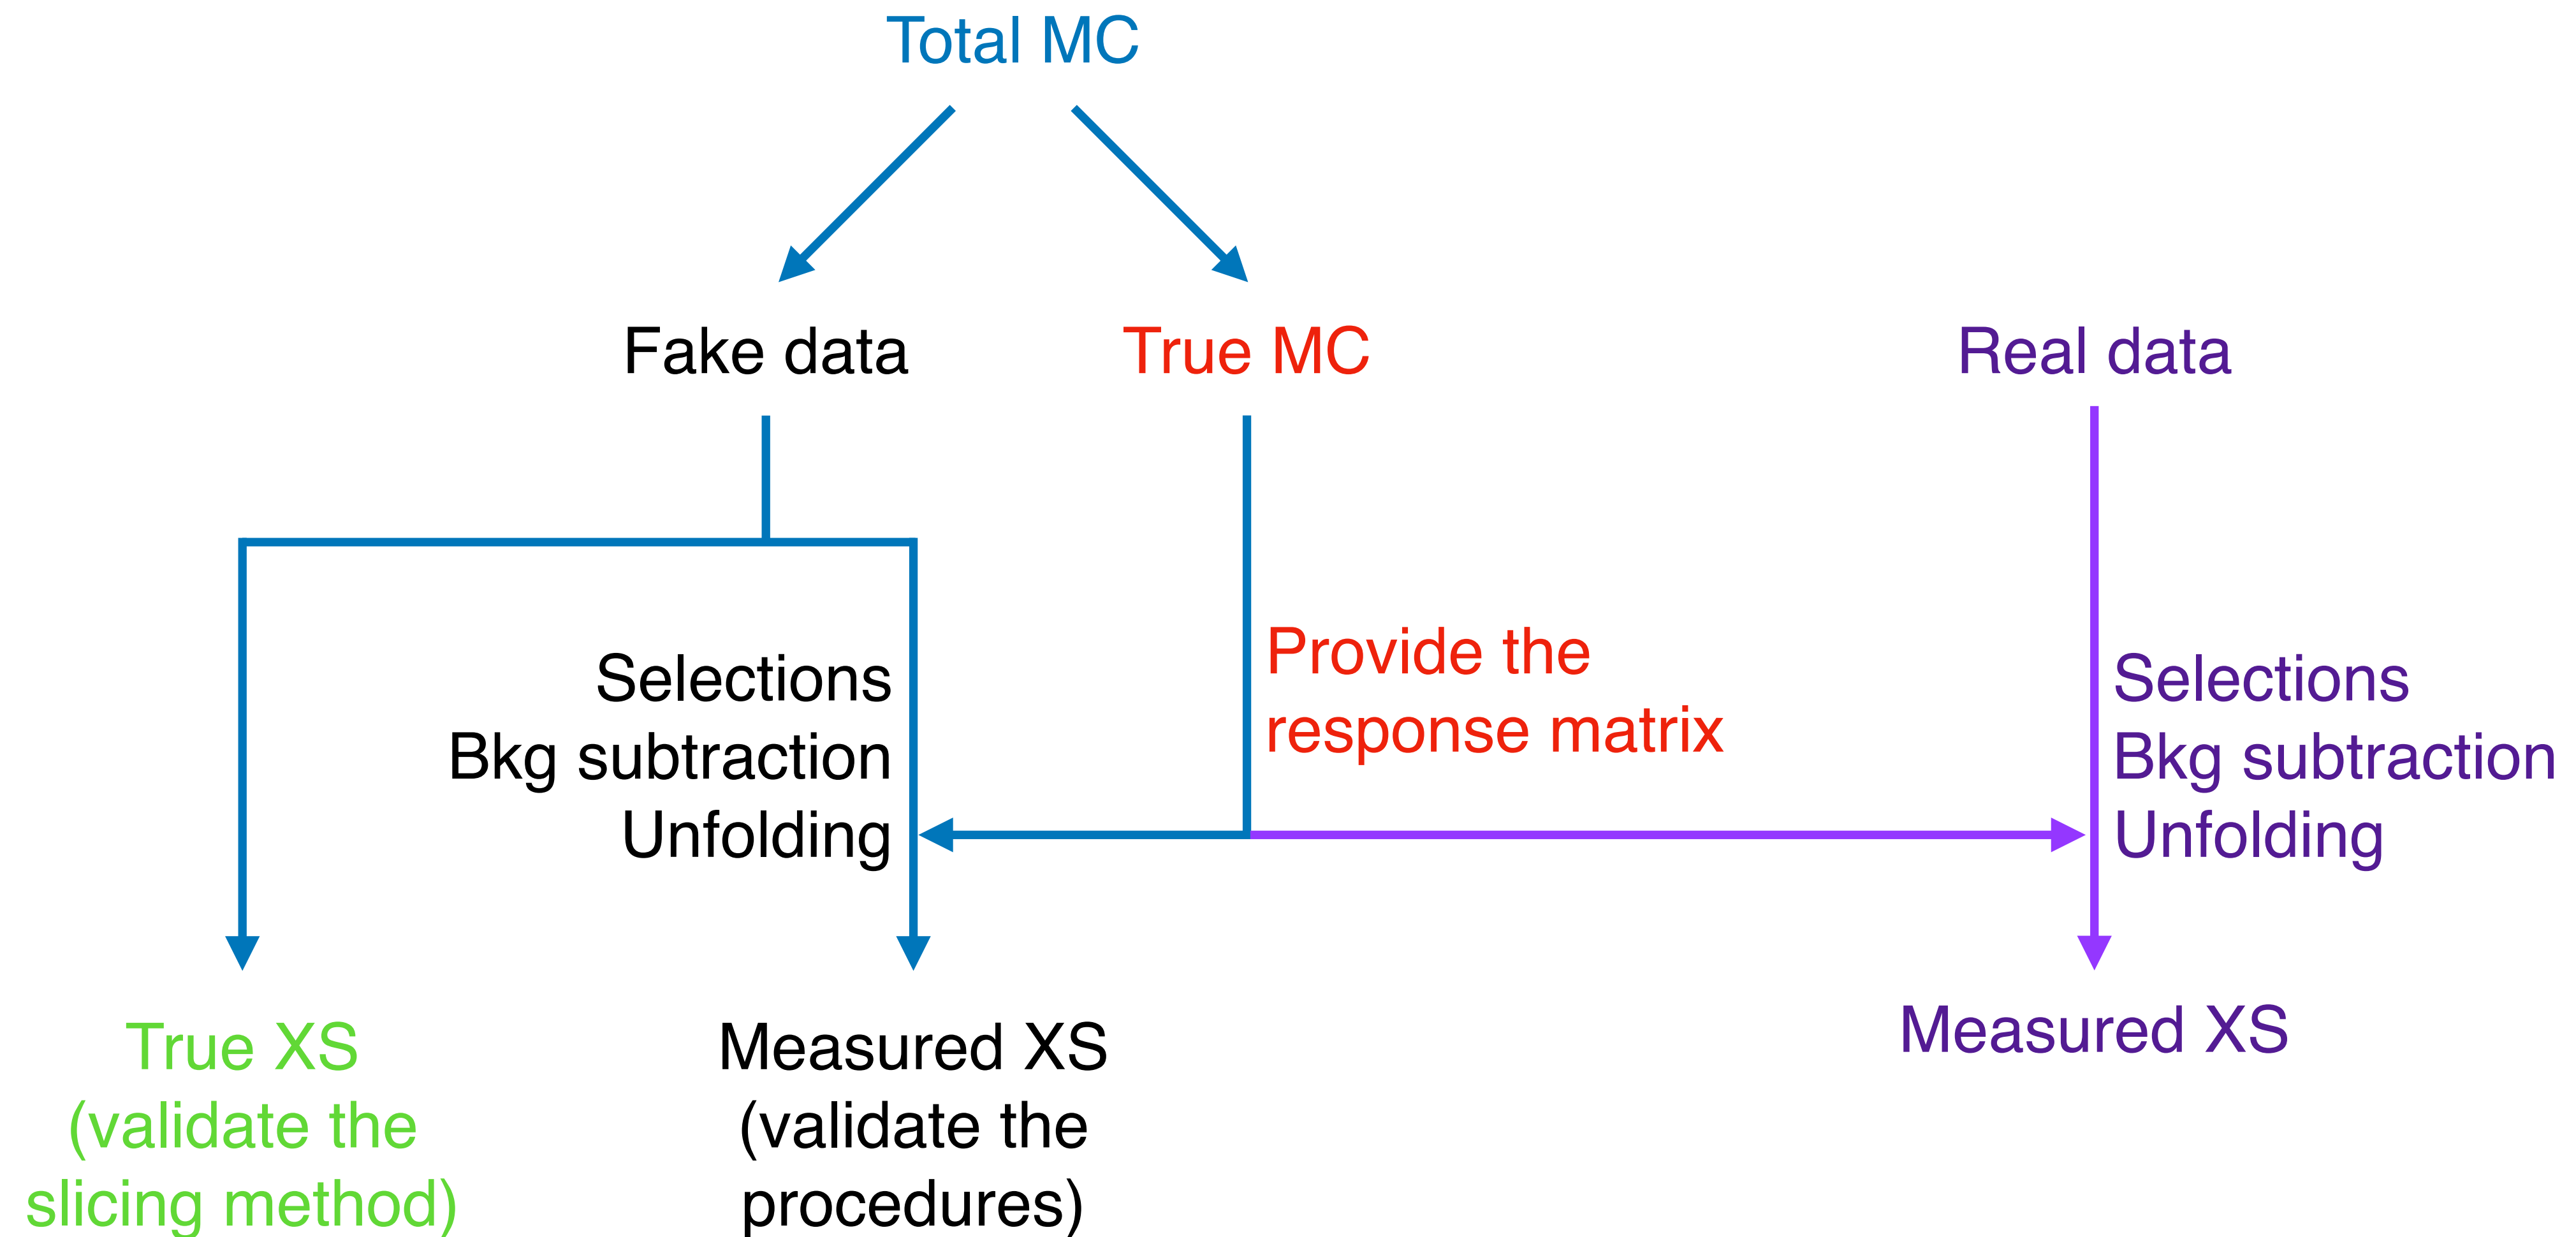 Total MC
Fake data
True MC
Real data
Selections
Bkg subtraction
Unfolding
Provide the
response matrix
Selections
Bkg subtraction
Unfolding
True XS
(validate the
slicing method)
Measured XS
(validate the
procedures)
Measured XS